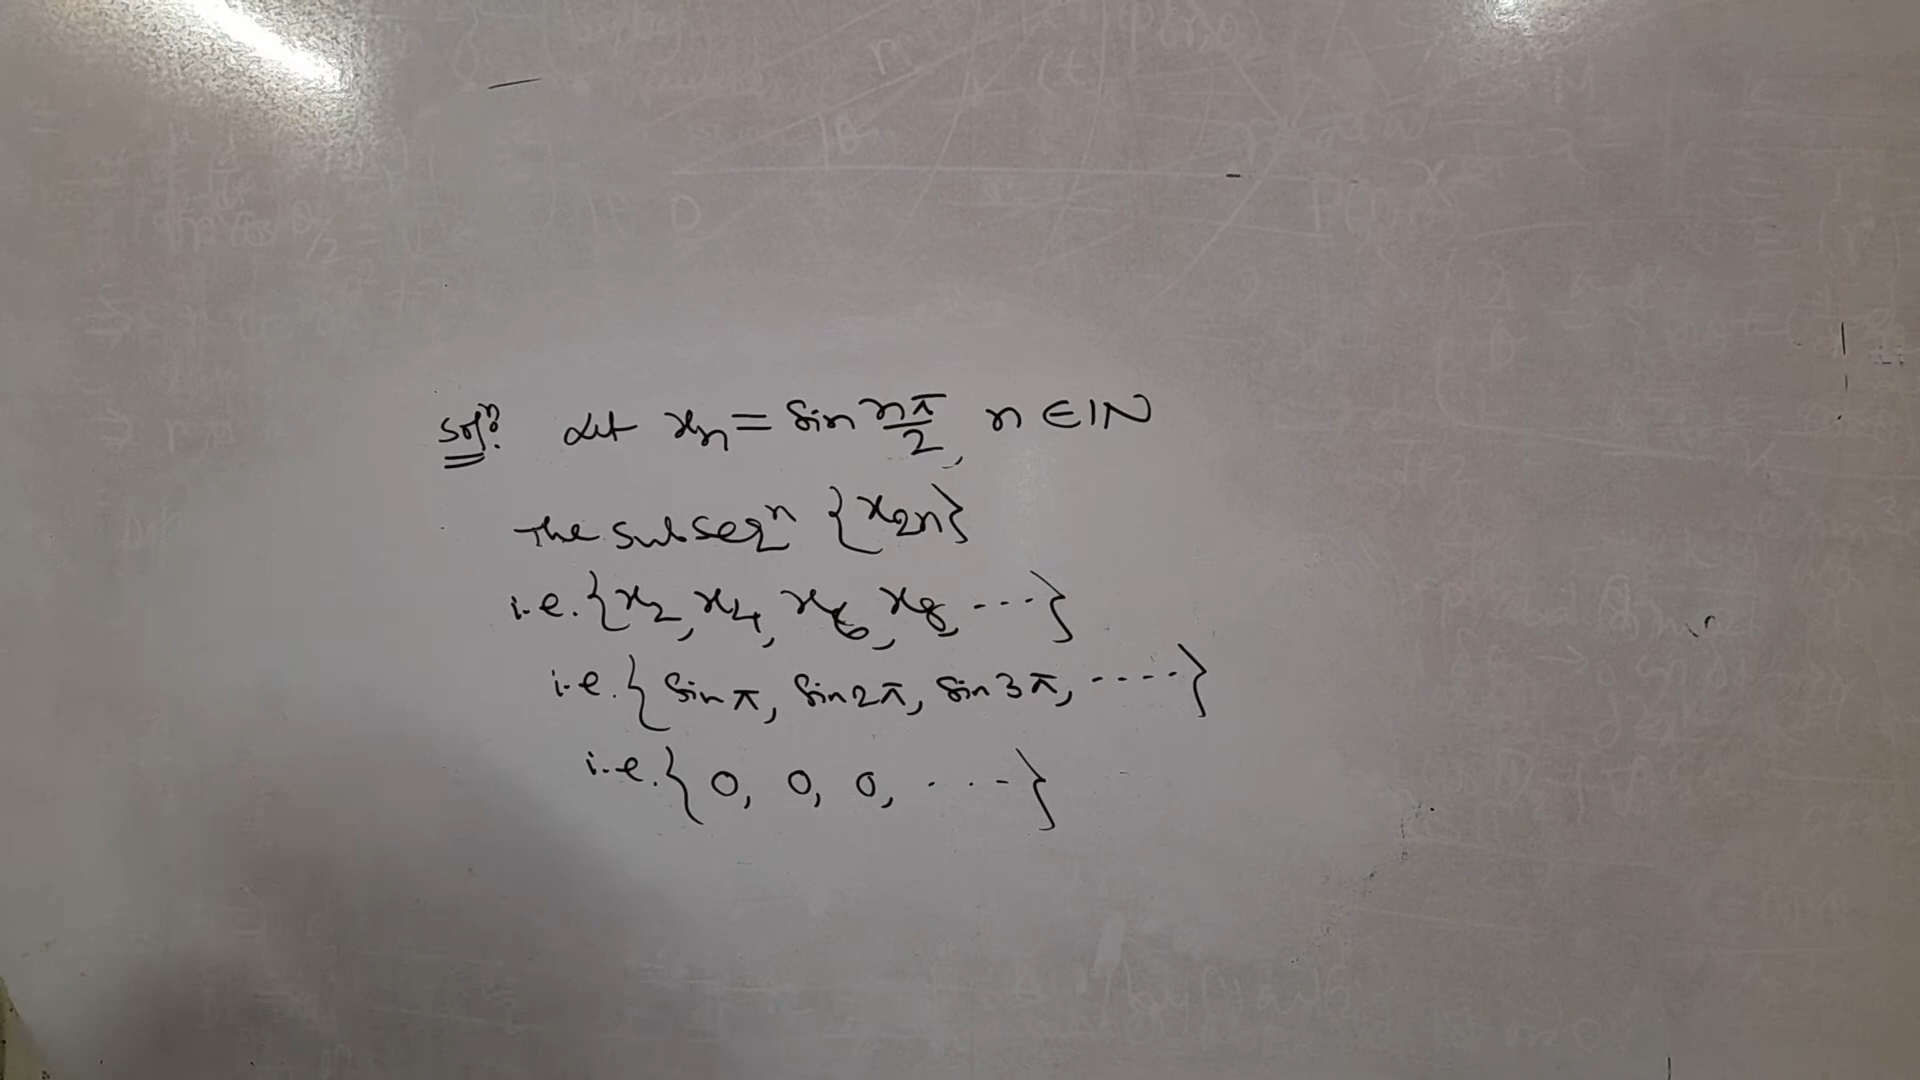 Solⁿ. Let xₙ = Sin nπ/2, n ∈ ℕ
The subseqⁿ {x₂ₙ}
i.e. {x₂, x₄, x₆, x₈, ...}
i.e. { Sin π, Sin 2π, Sin 3π, ....}
i.e. { 0, 0, 0, ....}